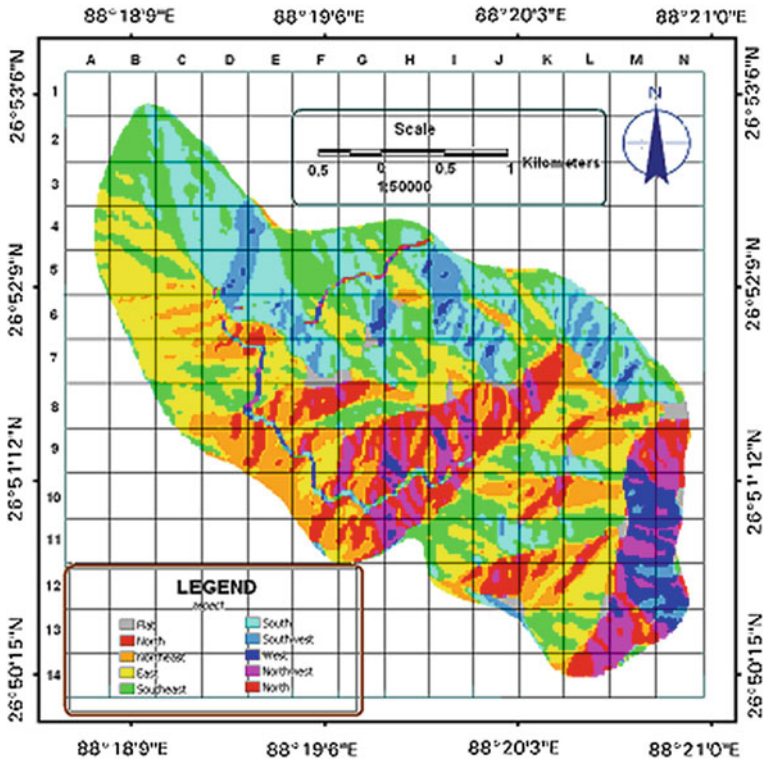 88°18'9"E 88°19'6"E 88°20'3"E 88°21'0"E
A B C D E F G H I J K L M N
26°53'6"N 26°53'6"N
1
2
3
4
5
6
7
8
9
10
11
12
13
14
Scale
0.5 0 0.5 1 Kilometers
1:50000
N
26°52'9"N 26°52'9"N
26°51'12"N 26°51'12"N
26°50'15"N 26°50'15"N
LEGEND
aspect
Flat South
North Southwest
Northeast West
East Northwest
Southeast North
88°18'9"E 88°19'6"E 88°20'3"E 88°21'0"E